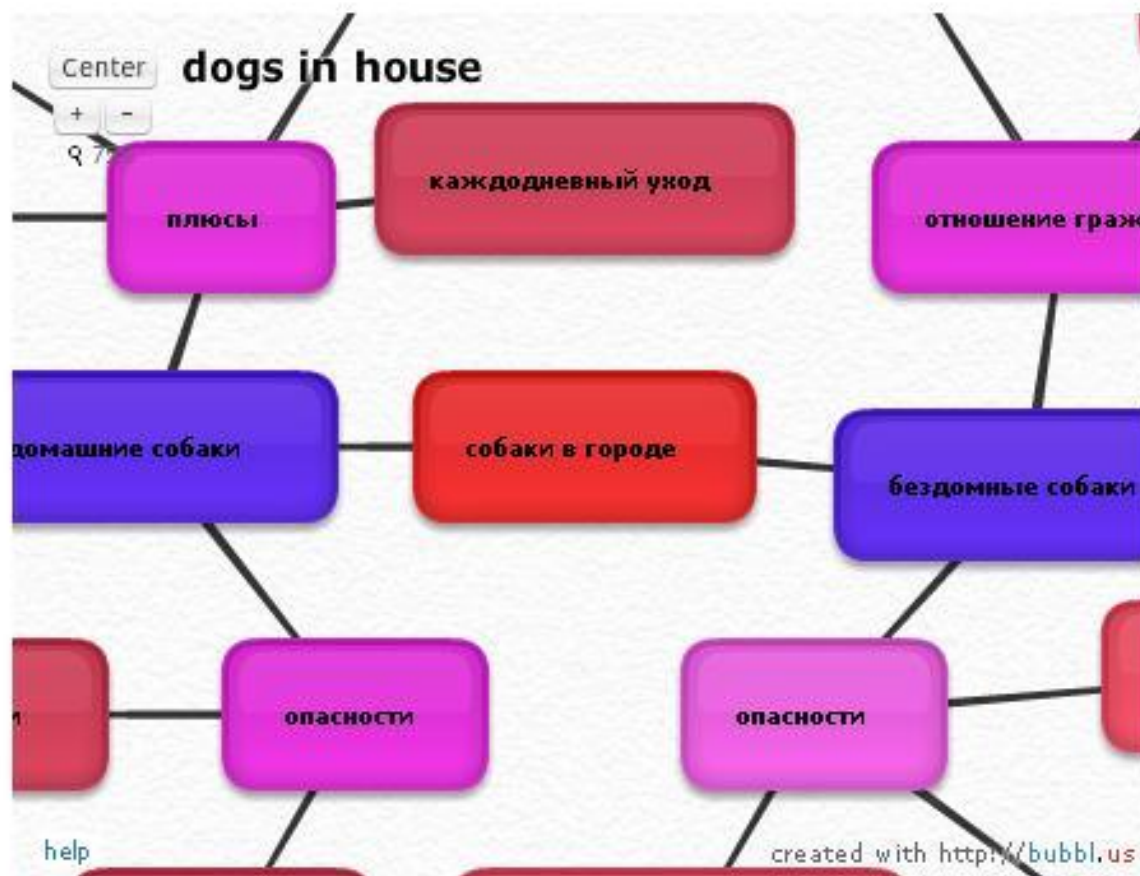 Center
dogs in house
+ -
каждодневный уход
плюсы
отношение
домашние собаки
собаки в городе
бездомные собаки
опасности
опасности
help
created with http://bubbl.us